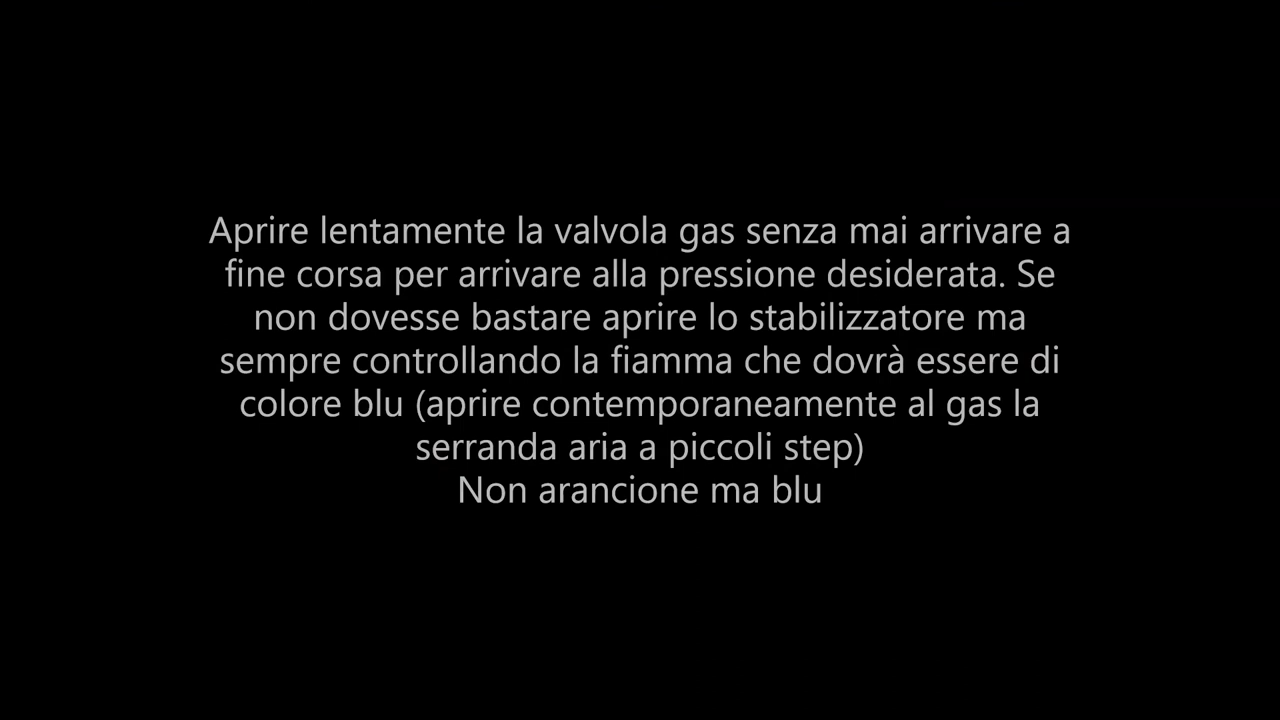 Aprire lentamente la valvola gas senza mai arrivare a
fine corsa per arrivare alla pressione desiderata. Se
non dovesse bastare aprire lo stabilizzatore ma
sempre controllando la fiamma che dovrà essere di
colore blu (aprire contemporaneamente al gas la
serranda aria a piccoli step)
Non arancione ma blu